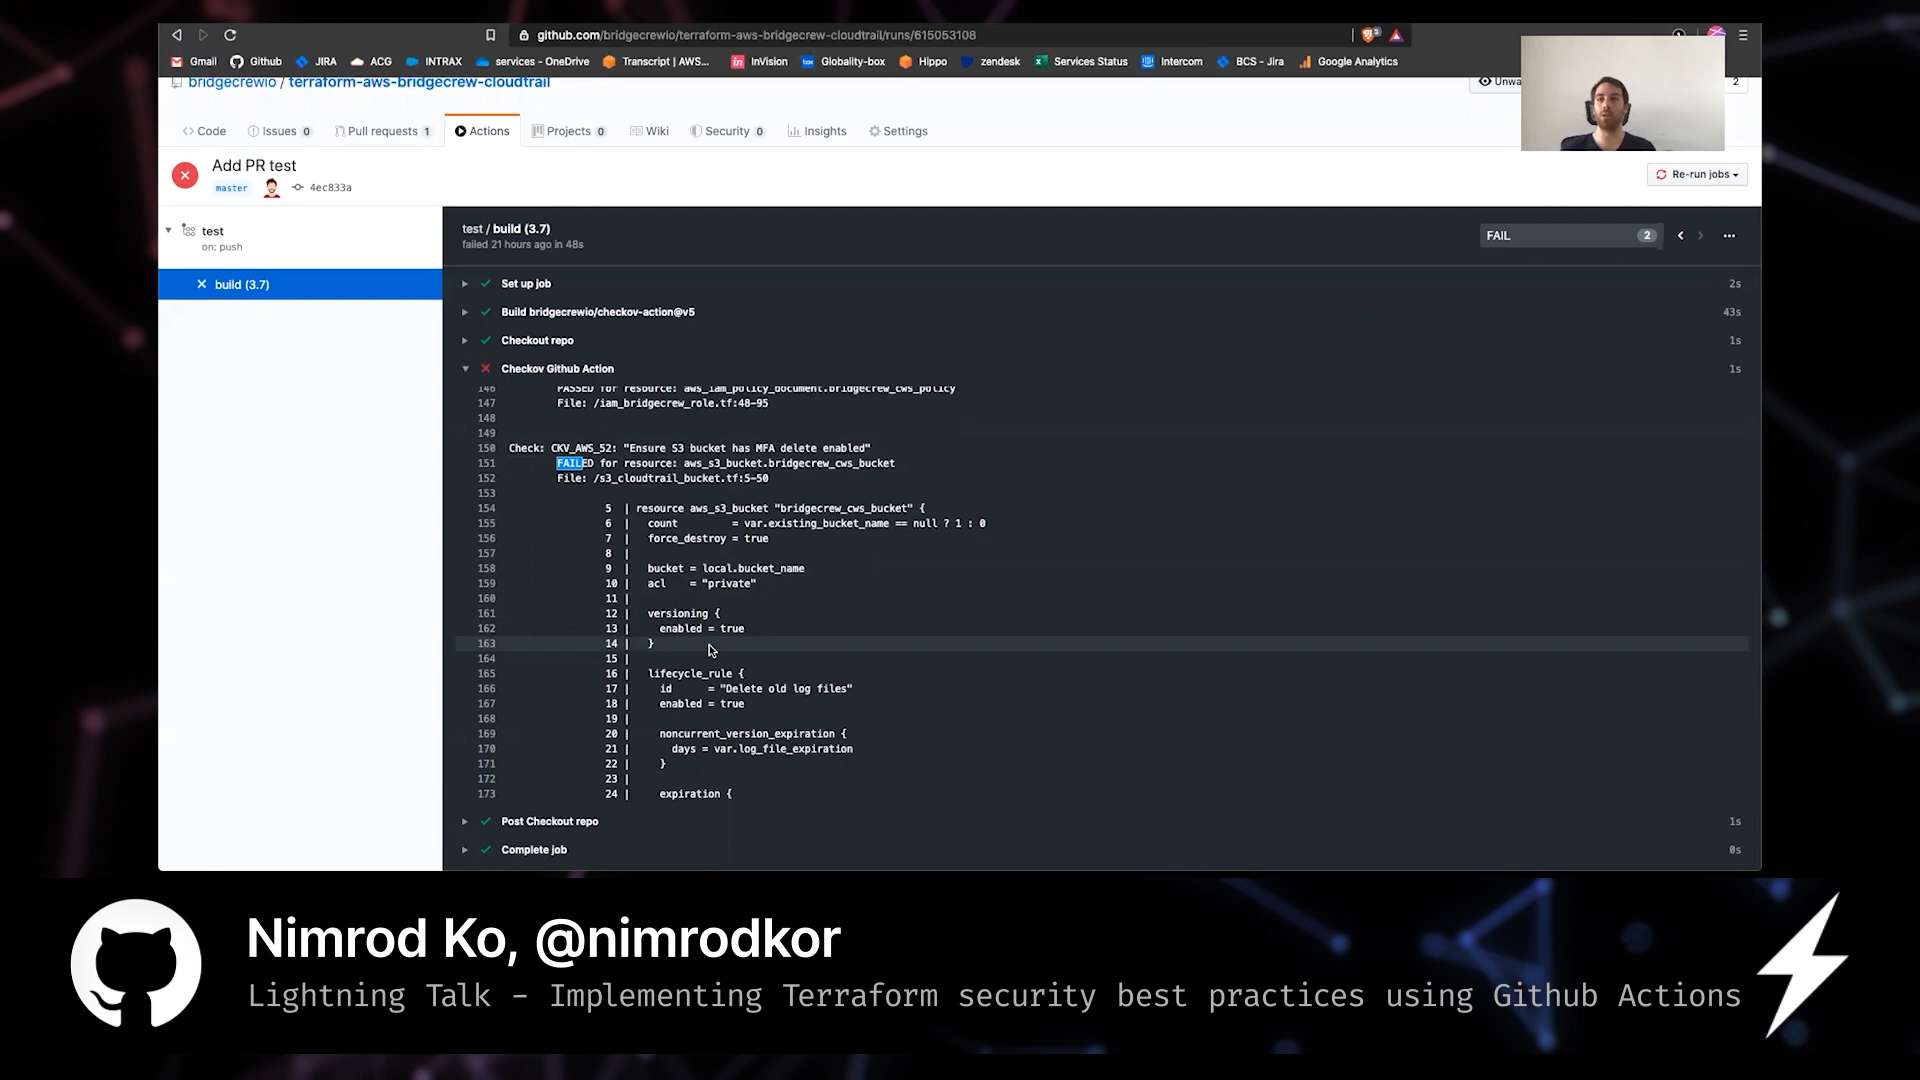 github.com/bridgecrewio/terraform-aws-bridgecrew-cloudtrail/runs/615053108
Gmail Github JIRA ACG INTRAX services - OneDrive Transcript | AWS... InVision Globality-box Hippo zendesk Services Status Intercom BCS - Jira Google Analytics
bridgecrewio / terraform-aws-bridgecrew-cloudtrail
Unwa 2
Code Issues 0 Pull requests 1 Actions Projects 0 Wiki Security 0 Insights Settings
Add PR test
master 4ec833a
Re-run jobs
test
on: push
build (3.7)
test / build (3.7)
failed 21 hours ago in 48s
FAIL 2
Set up job 2s
Build bridgecrewio/checkov-action@v5 43s
Checkout repo 1s
Checkov Github Action 1s
146 PASSED for resource: aws_iam_policy_document.bridgecrew_cws_policy
147 File: /iam_bridgecrew_role.tf:48-95
148
149
150 Check: CKV_AWS_52: "Ensure S3 bucket has MFA delete enabled"
151 FAILED for resource: aws_s3_bucket.bridgecrew_cws_bucket
152 File: /s3_cloudtrail_bucket.tf:5-50
153
154 5 | resource aws_s3_bucket "bridgecrew_cws_bucket" {
155 6 | count = var.existing_bucket_name == null ? 1 : 0
156 7 | force_destroy = true
157 8 |
158 9 | bucket = local.bucket_name
159 10 | acl = "private"
160 11 |
161 12 | versioning {
162 13 | enabled = true
163 14 | }
164 15 |
165 16 | lifecycle_rule {
166 17 | id = "Delete old log files"
167 18 | enabled = true
168 19 |
169 20 | noncurrent_version_expiration {
170 21 | days = var.log_file_expiration
171 22 | }
172 23 |
173 24 | expiration {
Post Checkout repo 1s
Complete job 0s
Nimrod Ko, @nimrodkor
Lightning Talk - Implementing Terraform security best practices using Github Actions